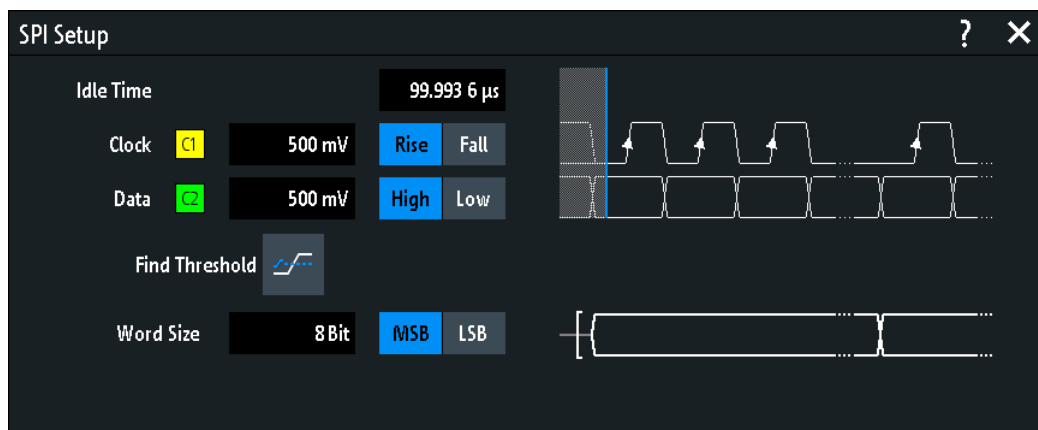 SPI Setup ? ✕
Idle Time 99.993 6 µs
Clock C1 500 mV Rise Fall
Data C2 500 mV High Low
Find Threshold
Word Size 8 Bit MSB LSB